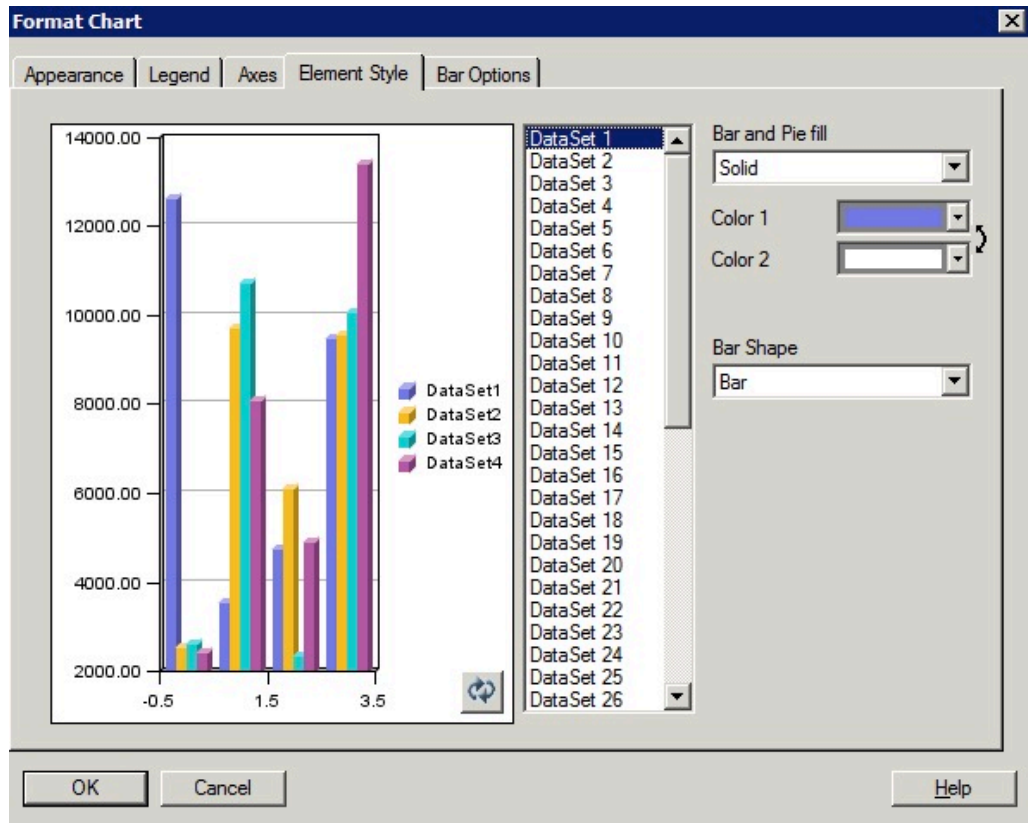 Format Chart
Appearance Legend Axes Element Style Bar Options
14000.00
12000.00
10000.00
8000.00
6000.00
4000.00
2000.00
-0.5 1.5 3.5
DataSet1
DataSet2
DataSet3
DataSet4
DataSet 1
DataSet 2
DataSet 3
DataSet 4
DataSet 5
DataSet 6
DataSet 7
DataSet 8
DataSet 9
DataSet 10
DataSet 11
DataSet 12
DataSet 13
DataSet 14
DataSet 15
DataSet 16
DataSet 17
DataSet 18
DataSet 19
DataSet 20
DataSet 21
DataSet 22
DataSet 23
DataSet 24
DataSet 25
DataSet 26
Bar and Pie fill
Solid
Color 1
Color 2
Bar Shape
Bar
OK Cancel Help